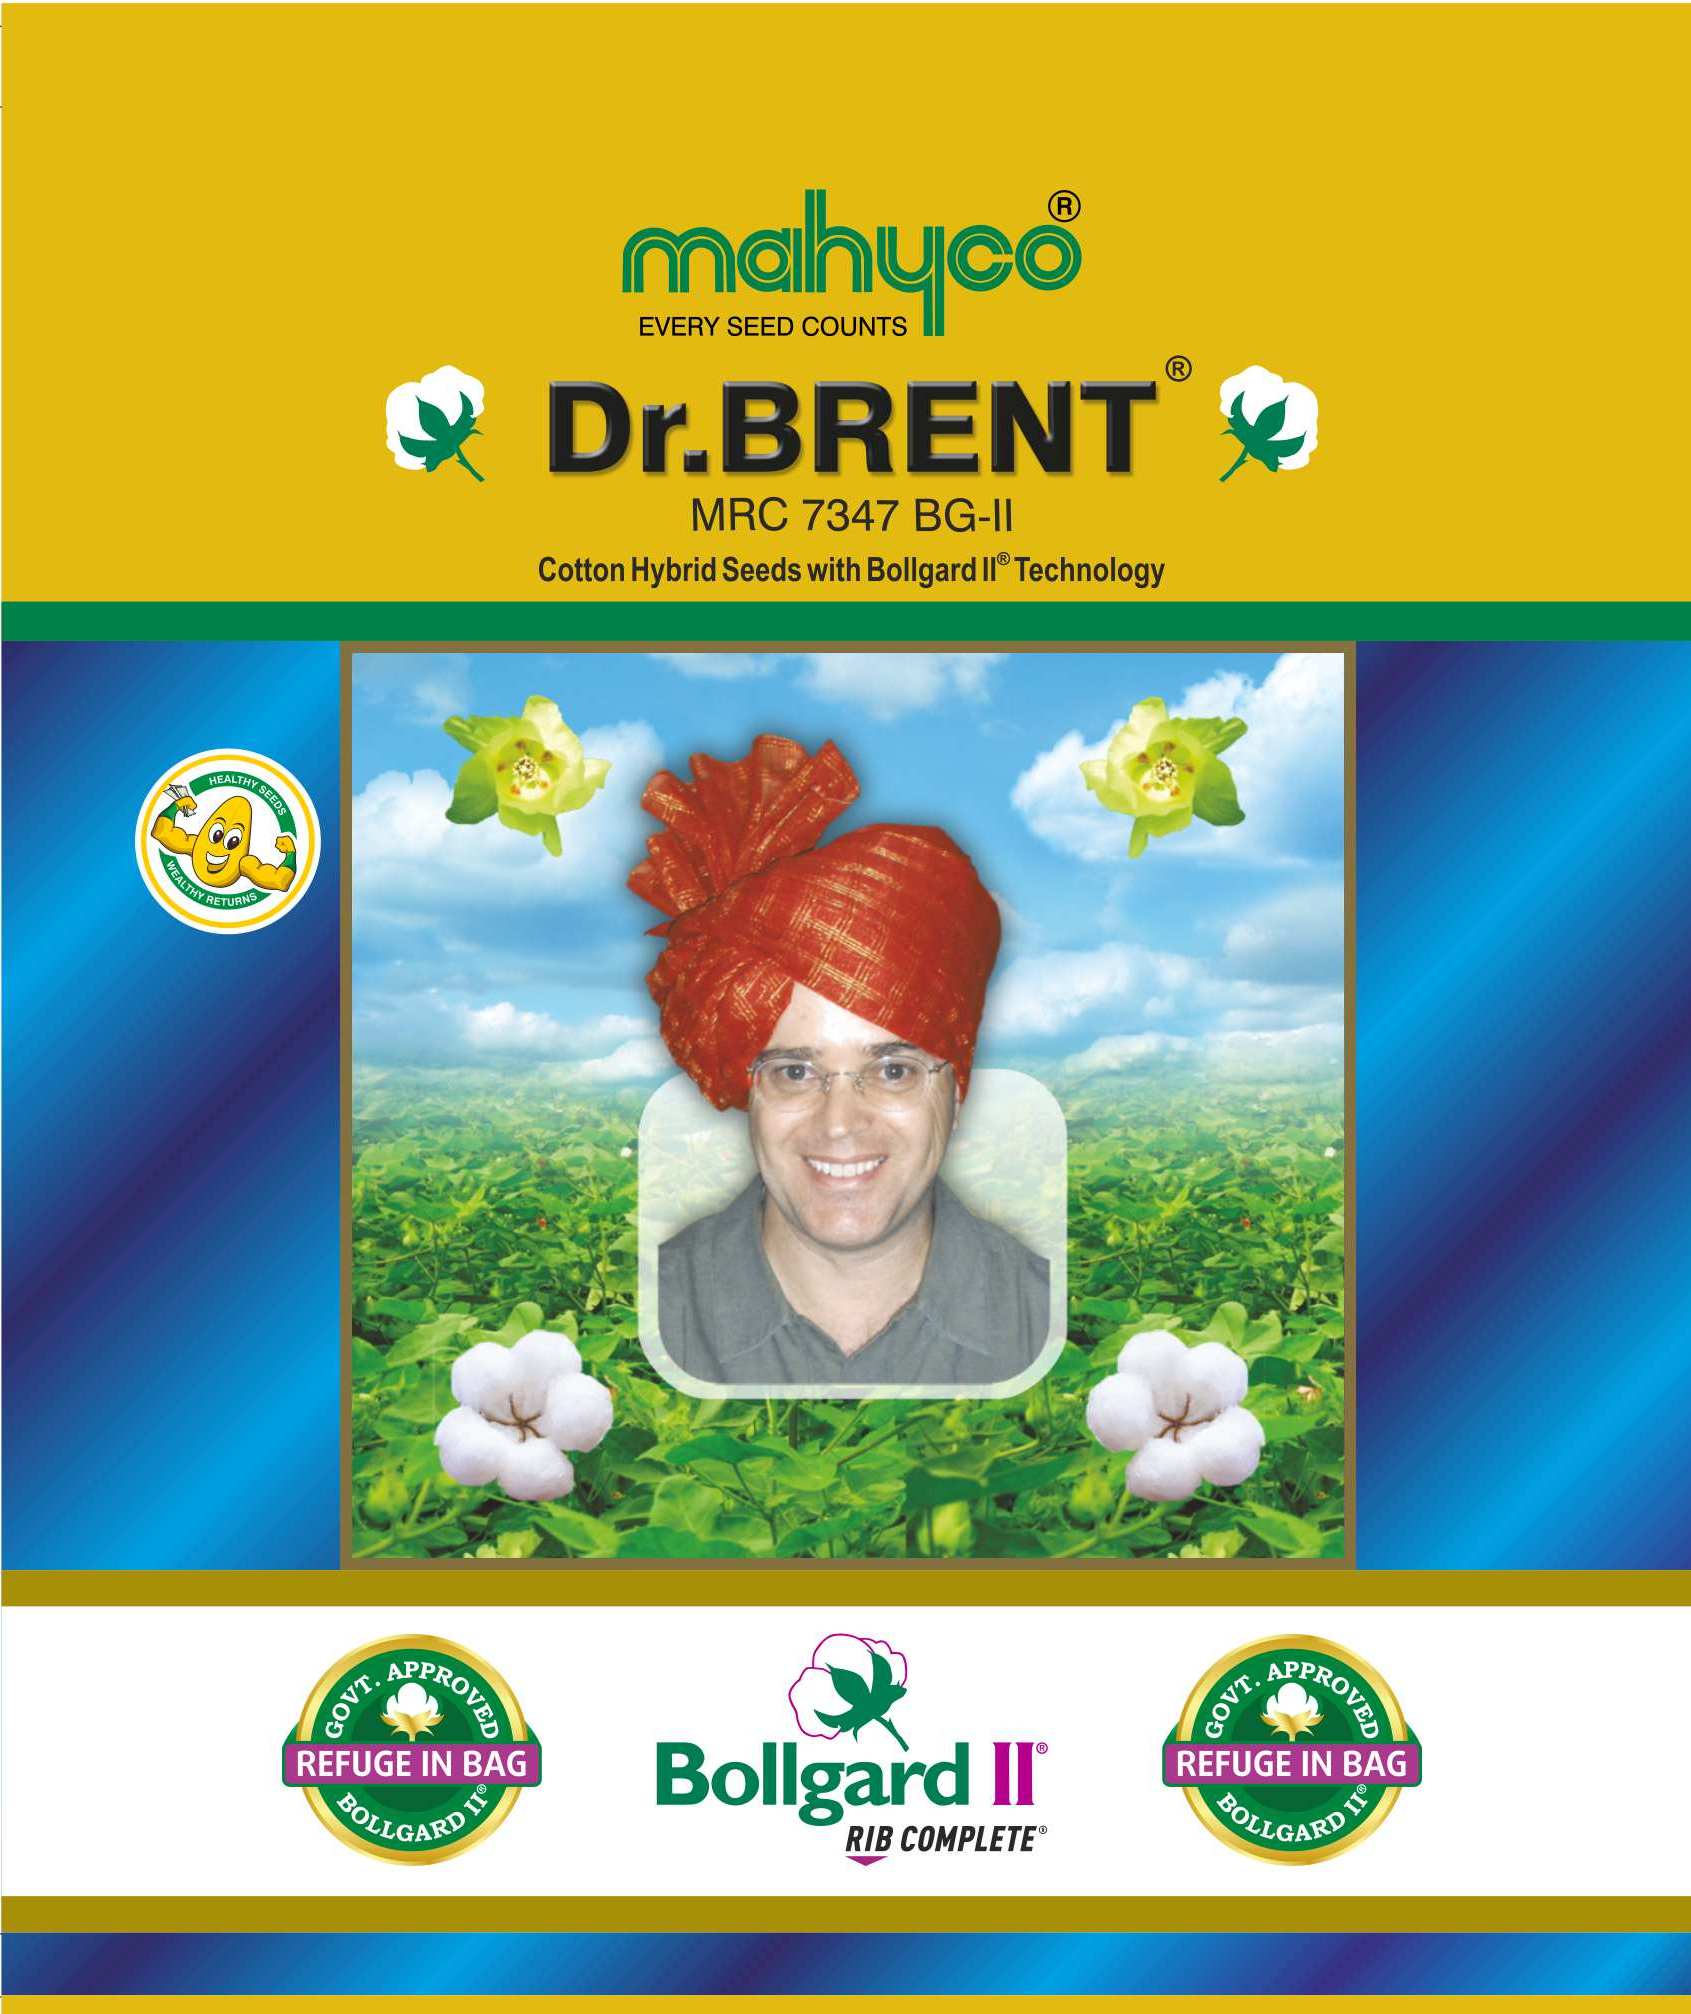 mahyco®
EVERY SEED COUNTS
Dr.BRENT®
MRC 7347 BG-II
Cotton Hybrid Seeds with Bollgard II® Technology
HEALTHY SEEDS
WEALTHY RETURNS
GOVT. APPROVED
REFUGE IN BAG
BOLLGARD II®
Bollgard II®
RIB COMPLETE®
GOVT. APPROVED
REFUGE IN BAG
BOLLGARD II®